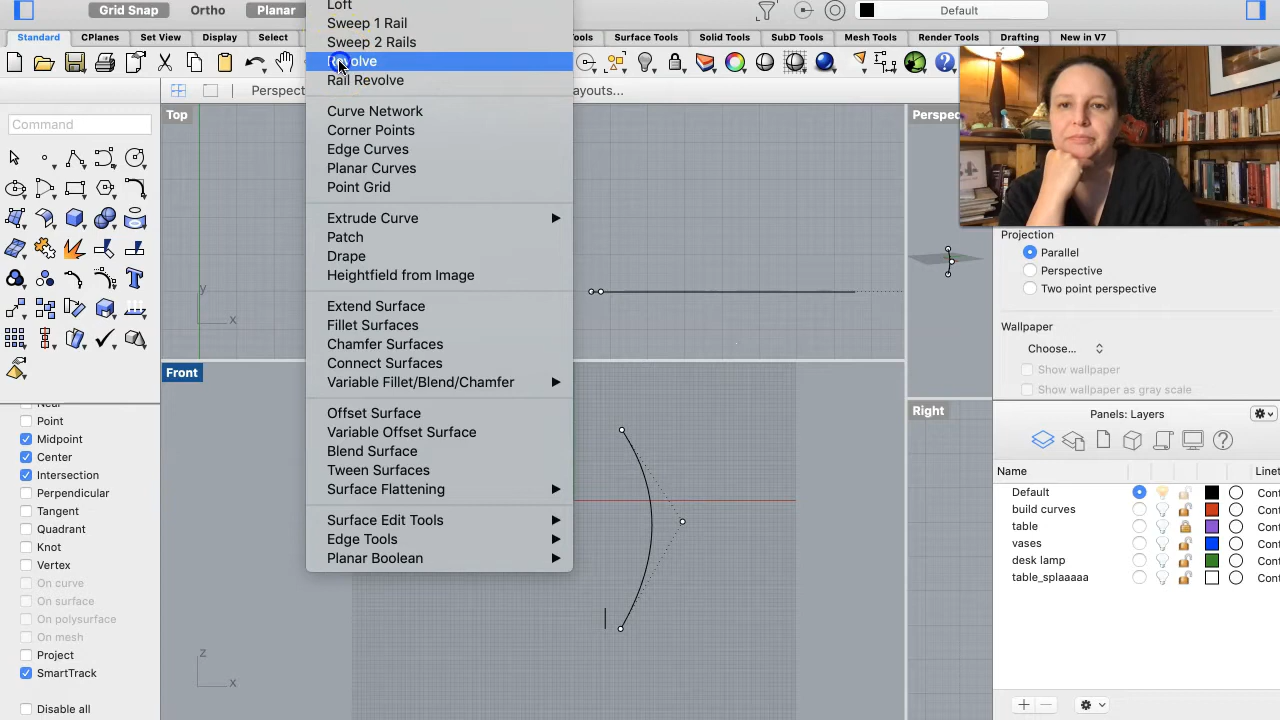 Grid Snap Ortho Planar Default
Standard CPlanes Set View Display Select Surface Tools Solid Tools SubD Tools Mesh Tools Render Tools Drafting New in V7
Loft
Sweep 1 Rail
Sweep 2 Rails
Rail Revolve
Curve Network
Corner Points
Edge Curves
Planar Curves
Point Grid
Extrude Curve
Patch
Drape
Heightfield from Image
Extend Surface
Fillet Surfaces
Chamfer Surfaces
Connect Surfaces
Variable Fillet/Blend/Chamfer
Offset Surface
Variable Offset Surface
Blend Surface
Tween Surfaces
Surface Flattening
Surface Edit Tools
Edge Tools
Planar Boolean
Command
Point
Midpoint
Center
Intersection
Perpendicular
Tangent
Quadrant
Knot
Vertex
On curve
On surface
On polysurface
On mesh
Project
SmartTrack
Disable all
Top
y
x
Front
z
x
Right
Projection
Parallel
Perspective
Two point perspective
Wallpaper
Choose...
Show wallpaper
Show wallpaper as gray scale
Panels: Layers
Name
Default
build curves
table
vases
desk lamp
table_splaaaaa